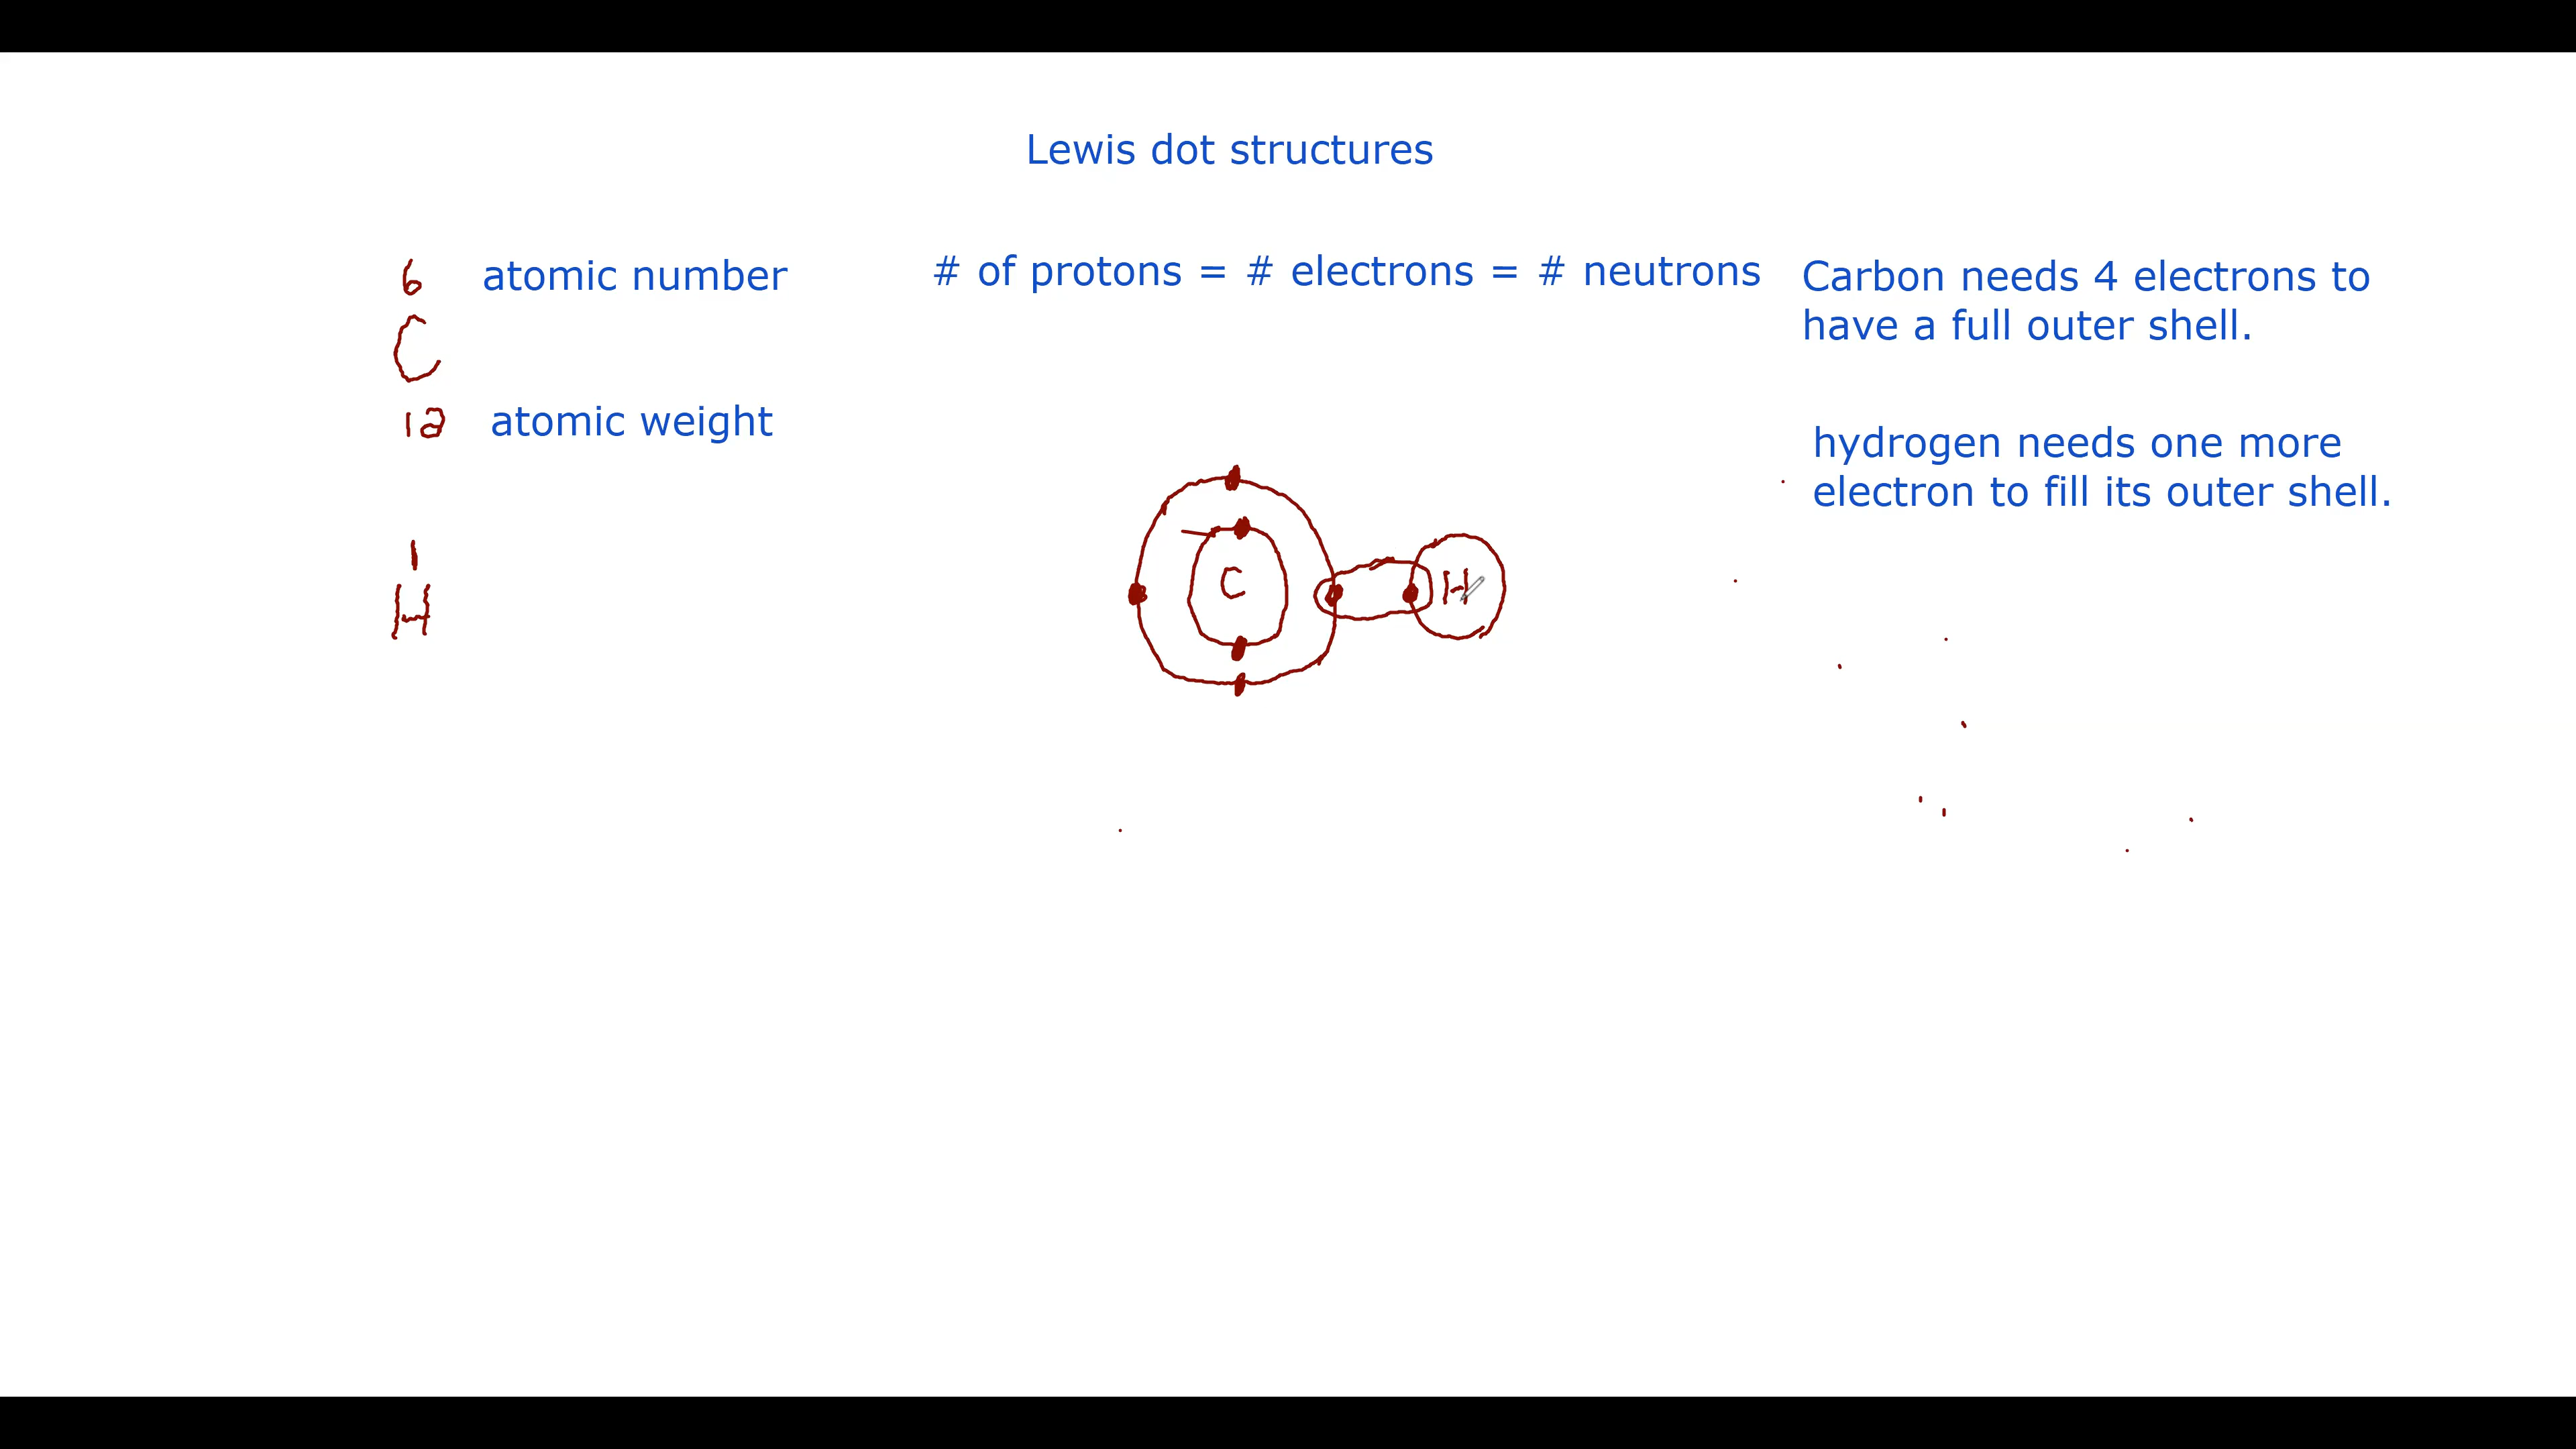 Lewis dot structures
6 atomic number
# of protons = # electrons = # neutrons
Carbon needs 4 electrons to
have a full outer shell.
C
12 atomic weight
hydrogen needs one more
electron to fill its outer shell.
1
H
C
H